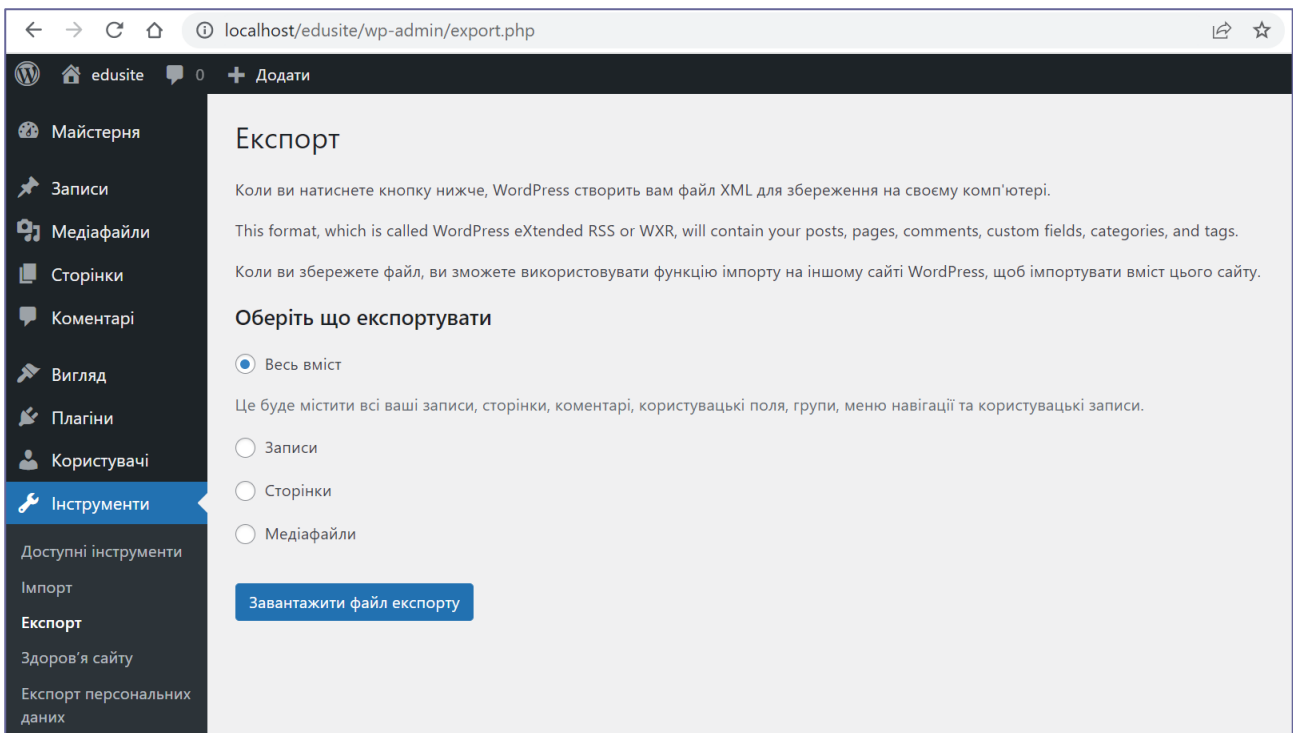 localhost/edusite/wp-admin/export.php
edusite 0 Додати
Майстерня
Записи
Медіафайли
Сторінки
Коментарі
Вигляд
Плагіни
Користувачі
Інструменти
Доступні інструменти
Імпорт
Експорт
Здоров'я сайту
Експорт персональних
даних
Експорт
Коли ви натиснете кнопку нижче, WordPress створить вам файл XML для збереження на своєму комп'ютері.
This format, which is called WordPress eXtended RSS or WXR, will contain your posts, pages, comments, custom fields, categories, and tags.
Коли ви збережете файл, ви зможете використовувати функцію імпорту на іншому сайті WordPress, щоб імпортувати вміст цього сайту.
Оберіть що експортувати
Весь вміст
Це буде містити всі ваші записи, сторінки, коментарі, користувацькі поля, групи, меню навігації та користувацькі записи.
Записи
Сторінки
Медіафайли
Завантажити файл експорту